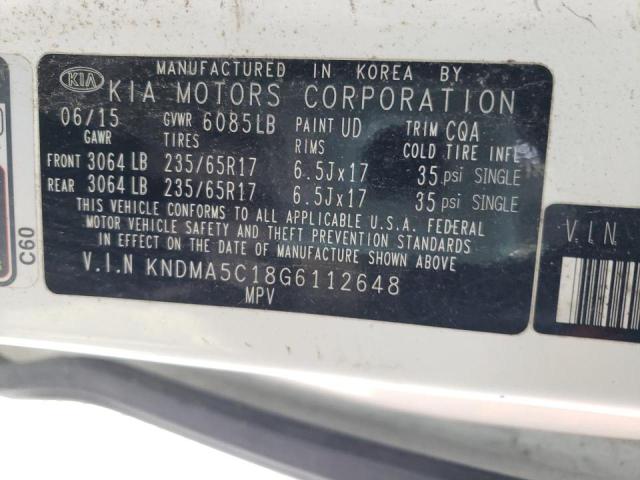 MANUFACTURED IN KOREA BY
KIA KIA MOTORS CORPORATION
06/15 GVWR 6085LB PAINT UD TRIM CQA
GAWR TIRES RIMS COLD TIRE INFL
FRONT 3064 LB 235/65R17 6.5Jx17 35 psi SINGLE
REAR 3064 LB 235/65R17 6.5Jx17 35 psi SINGLE
THIS VEHICLE CONFORMS TO ALL APPLICABLE U.S.A. FEDERAL
MOTOR VEHICLE SAFETY AND THEFT PREVENTION STANDARDS
IN EFFECT ON THE DATE OF MANUFACTURE SHOWN ABOVE.
V.I.N KNDMA5C18G6112648
MPV
C60
V.I.N